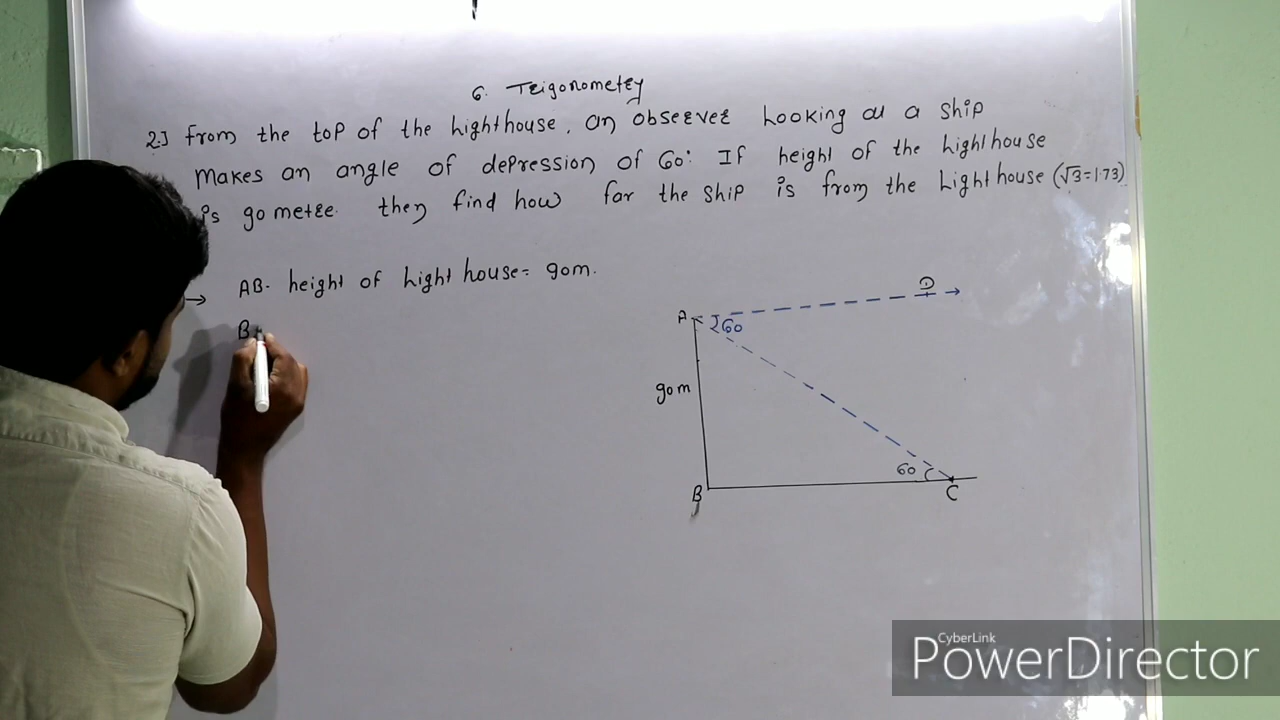 6. Trigonometry
2.] from the top of the Lighthouse, an observer Looking at a ship
makes an angle of depression of 60°. If height of the Lighthouse
is 90 metre. then find how far the ship is from the Lighthouse (√3=1.73)
→ AB- height of Light house= 90m.
B
A 60 D
90m
60
B C
CyberLink
PowerDirector